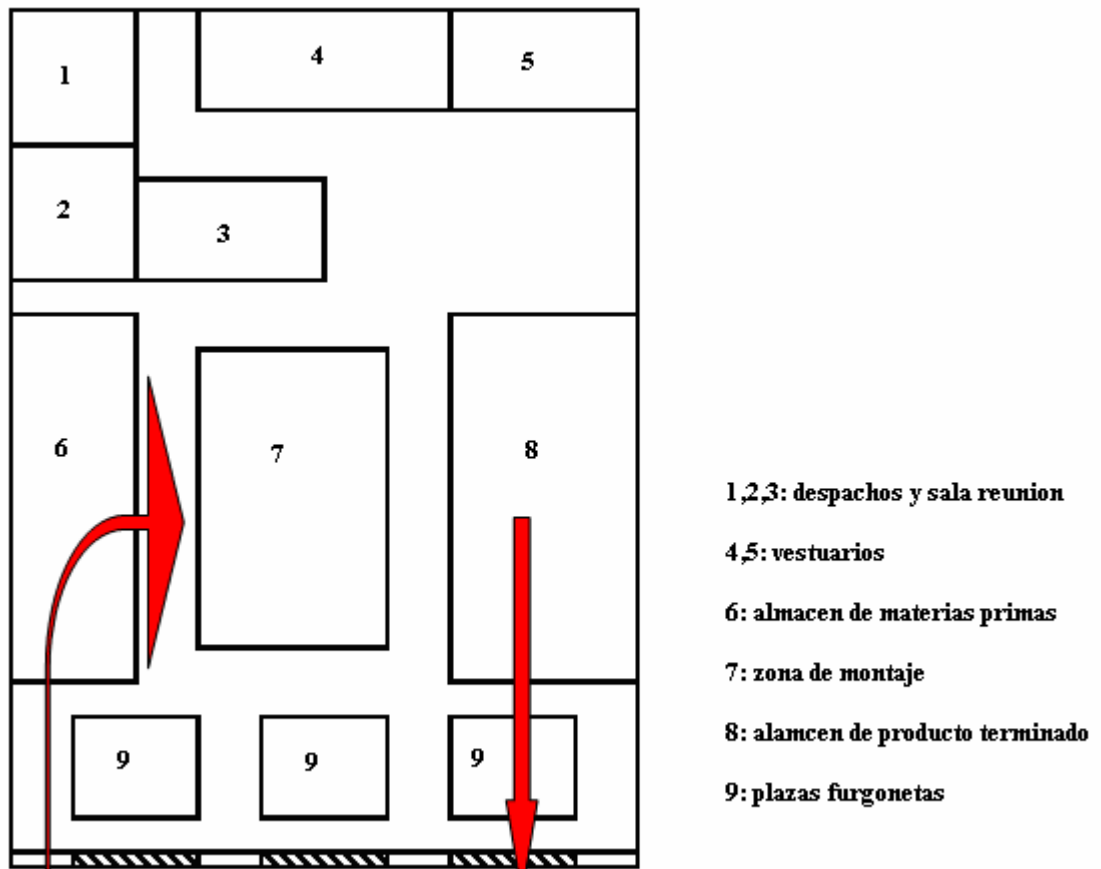 1
4
5
2
3
6
7
8
9
9
9
1,2,3: despachos y sala reunion
4,5: vestuarios
6: almacen de materias primas
7: zona de montaje
8: alamcen de producto terminado
9: plazas furgonetas